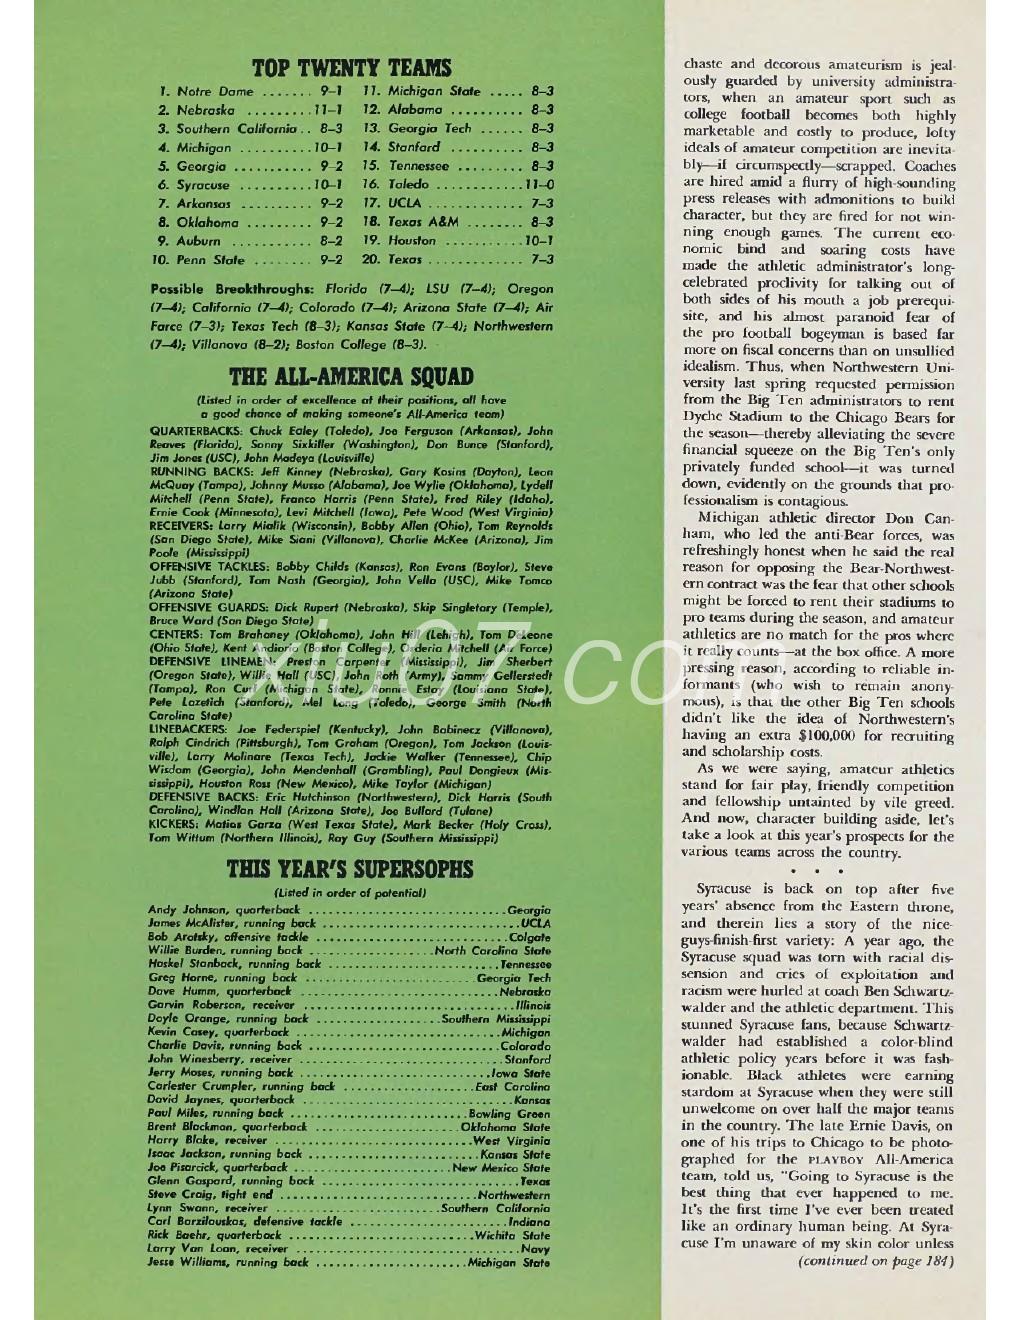 TOP TWENTY TEAMS
1. Notre Dame ....... 9–1
2. Nebraska ......... 11–1
3. Southern California .. 8–3
4. Michigan .......... 10–1
5. Georgia ........... 9–2
6. Syracuse .......... 10–1
7. Arkansas .......... 9–2
8. Oklahoma ......... 9–2
9. Auburn ........... 8–2
10. Penn State ........ 9–2
11. Michigan State ..... 8–3
12. Alabama .......... 8–3
13. Georgia Tech ...... 8–3
14. Stanford .......... 8–3
15. Tennessee ......... 8–3
16. Toledo ............ 11–0
17. UCLA ............. 7–3
18. Texas A&M ........ 8–3
19. Houston ........... 10–1
20. Texas ............. 7–3
Possible Breakthroughs: Florida (7–4); LSU (7–4); Oregon
(7–4); California (7–4); Colorado (7–4); Arizona State (7–4); Air
Force (7–3); Texas Tech (8–3); Kansas State (7–4); Northwestern
(7–4); Villanova (8–2); Boston College (8–3).
THE ALL-AMERICA SQUAD
(Listed in order of excellence at their positions, all have
a good chance of making someone's All-America team)
QUARTERBACKS: Chuck Ealey (Toledo), Joe Ferguson (Arkansas), John
Reaves (Florida), Sonny Sixkiller (Washington), Don Bunce (Stanford),
Jim Jones (USC), John Madeya (Louisville)
RUNNING BACKS: Jeff Kinney (Nebraska), Gary Kosins (Dayton), Leon
McQuay (Tampa), Johnny Musso (Alabama), Joe Wylie (Oklahoma), Lydell
Mitchell (Penn State), Franco Harris (Penn State), Fred Riley (Idaho),
Ernie Cook (Minnesota), Levi Mitchell (Iowa), Pete Wood (West Virginia)
RECEIVERS: Larry Mialik (Wisconsin), Bobby Allen (Ohio), Tom Reynolds
(San Diego State), Mike Siani (Villanova), Charlie McKee (Arizona), Jim
Poole (Mississippi)
OFFENSIVE TACKLES: Bobby Childs (Kansas), Ron Evans (Baylor), Steve
Jubb (Stanford), Tom Nash (Georgia), John Vella (USC), Mike Tomco
(Arizona State)
OFFENSIVE GUARDS: Dick Rupert (Nebraska), Skip Singletary (Temple),
Bruce Ward (San Diego State)
CENTERS: Tom Brahaney (Oklahoma), John Hill (Lehigh), Tom DeLeone
(Ohio State), Kent Andiorio (Boston College), Orderia Mitchell (Air Force)
DEFENSIVE LINEMEN: Preston Carpenter (Mississippi), Jim Sherbert
(Oregon State), Willie Hall (USC), John Roth (Army), Sammy Gellerstedt
(Tampa), Ron Curl (Michigan State), Ronnie Estay (Louisiana State),
Pete Lazetich (Stanford), Mel Long (Toledo), George Smith (North
Carolina State)
LINEBACKERS: Joe Federspiel (Kentucky), John Babinecz (Villanova),
Ralph Cindrich (Pittsburgh), Tom Graham (Oregon), Tom Jackson (Louis-
ville), Larry Molinare (Texas Tech), Jackie Walker (Tennessee), Chip
Wisdom (Georgia), John Mendenhall (Grambling), Paul Dongieux (Mis-
sissippi), Houston Ross (New Mexico), Mike Taylor (Michigan)
DEFENSIVE BACKS: Eric Hutchinson (Northwestern), Dick Harris (South
Carolina), Windlan Hall (Arizona State), Joe Bullard (Tulane)
KICKERS: Matias Garza (West Texas State), Mark Becker (Holy Cross),
Tom Wittum (Northern Illinois), Ray Guy (Southern Mississippi)
THIS YEAR'S SUPERSOPHS
(Listed in order of potential)
Andy Johnson, quarterback .............................. Georgia
James McAlister, running back .............................. UCLA
Bob Aratsky, offensive tackle ............................. Colgate
Willie Burden, running back ................... North Carolina State
Haskel Stanback, running back .......................... Tennessee
Greg Horne, running back .......................... Georgia Tech
Dave Humm, quarterback .............................. Nebraska
Garvin Roberson, receiver ................................ Illinois
Doyle Orange, running back ................... Southern Mississippi
Kevin Casey, quarterback ............................... Michigan
Charlie Davis, running back ............................. Colorado
John Winesberry, receiver ............................... Stanford
Jerry Moses, running back ............................. Iowa State
Carlester Crumpler, running back .................... East Carolina
David Jaynes, quarterback ................................ Kansas
Paul Miles, running back ........................... Bowling Green
Brent Blackman, quarterback ....................... Oklahoma State
Harry Blake, receiver .............................. West Virginia
Isaac Jackson, running back .......................... Kansas State
Joe Pisarcick, quarterback ........................ New Mexico State
Glenn Gaspard, running back .............................. Texas
Steve Craig, tight end .............................. Northwestern
Lynn Swann, receiver ......................... Southern California
Carl Barzilauskas, defensive tackle ........................ Indiana
Rick Baehr, quarterback ............................ Wichita State
Larry Van Loan, receiver .................................. Navy
Jesse Williams, running back ....................... Michigan State
chaste and decorous amateurism is jeal-
ously guarded by university administra-
tors, when an amateur sport such as
college football becomes both highly
marketable and costly to produce, lofty
ideals of amateur competition are inevita-
bly—if circumspectly—scrapped. Coaches
are hired amid a flurry of high-sounding
press releases with admonitions to build
character, but they are fired for not win-
ning enough games. The current eco-
nomic bind and soaring costs have
made the athletic administrator's long-
celebrated proclivity for talking out of
both sides of his mouth a job prerequi-
site, and his almost paranoid fear of
the pro football bogeyman is based far
more on fiscal concerns than on unsullied
idealism. Thus, when Northwestern Uni-
versity last spring requested permission
from the Big Ten administrators to rent
Dyche Stadium to the Chicago Bears for
the season—thereby alleviating the severe
financial squeeze on the Big Ten's only
privately funded school—it was turned
down, evidently on the grounds that pro-
fessionalism is contagious.
Michigan athletic director Don Can-
ham, who led the anti-Bear forces, was
refreshingly honest when he said the real
reason for opposing the Bear-Northwest-
ern contract was the fear that other schools
might be forced to rent their stadiums to
pro teams during the season, and amateur
athletics are no match for the pros where
it really counts—at the box office. A more
pressing reason, according to reliable in-
formants (who wish to remain anony-
mous), is that the other Big Ten schools
didn't like the idea of Northwestern's
having an extra $100,000 for recruiting
and scholarship costs.
As we were saying, amateur athletics
stand for fair play, friendly competition
and fellowship untainted by vile greed.
And now, character building aside, let's
take a look at this year's prospects for the
various teams across the country.
• • •
Syracuse is back on top after five
years' absence from the Eastern throne,
and therein lies a story of the nice-
guys-finish-first variety: A year ago, the
Syracuse squad was torn with racial dis-
sension and cries of exploitation and
racism were hurled at coach Ben Schwartz-
walder and the athletic department. This
stunned Syracuse fans, because Schwartz-
walder had established a color-blind
athletic policy years before it was fash-
ionable. Black athletes were earning
stardom at Syracuse when they were still
unwelcome on over half the major teams
in the country. The late Ernie Davis, on
one of his trips to Chicago to be photo-
graphed for the PLAYBOY All-America
team, told us, "Going to Syracuse is the
best thing that ever happened to me.
It's the first time I've ever been treated
like an ordinary human being. At Syra-
cuse I'm unaware of my skin color unless
(continued on page 184)
xiu07.com